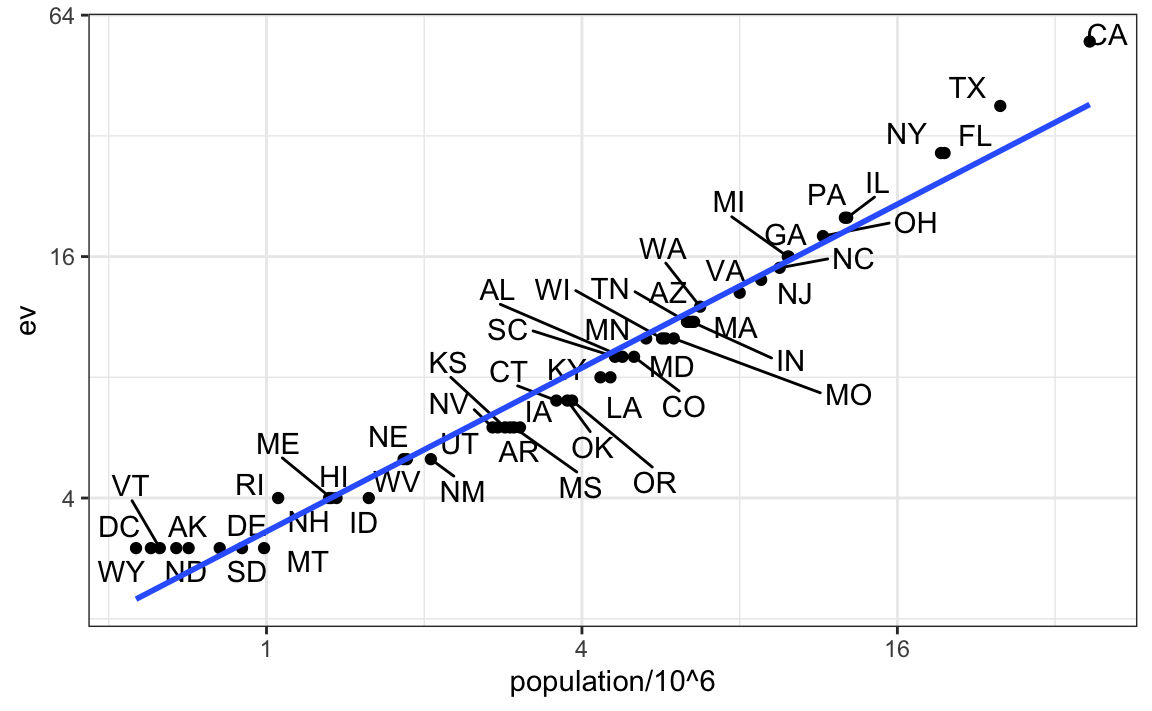 64
CA
TX
NY FL
IL
PA
MI
OH
GA
WA
NC
16
VA
TN
WI
AZ
NJ
AL
ev
SC
MN
MA
IN
KS
CT
KY
MD
MO
NV
IA
LA
CO
ME
NE
UT
AR
OK
VT
RI
HI
WV
NM
MS
OR
4
DC
AK
DE
NH
ID
WY
ND
SD
MT
1
4
16
population/10^6